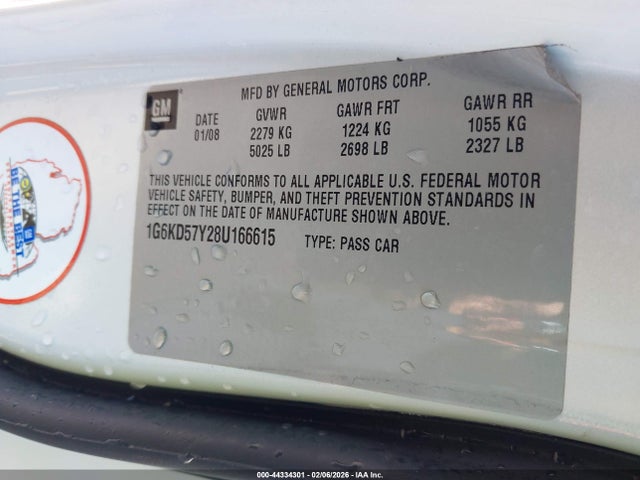 GM
MFD BY GENERAL MOTORS CORP.
DATE GVWR GAWR FRT GAWR RR
01/08 2279 KG 1224 KG 1055 KG
5025 LB 2698 LB 2327 LB
THIS VEHICLE CONFORMS TO ALL APPLICABLE U.S. FEDERAL MOTOR
VEHICLE SAFETY, BUMPER, AND THEFT PREVENTION STANDARDS IN
EFFECT ON THE DATE OF MANUFACTURE SHOWN ABOVE.
1G6KD57Y28U166615 TYPE: PASS CAR
BE THE BEST
000-44334301 - 02/06/2026 - IAA Inc.